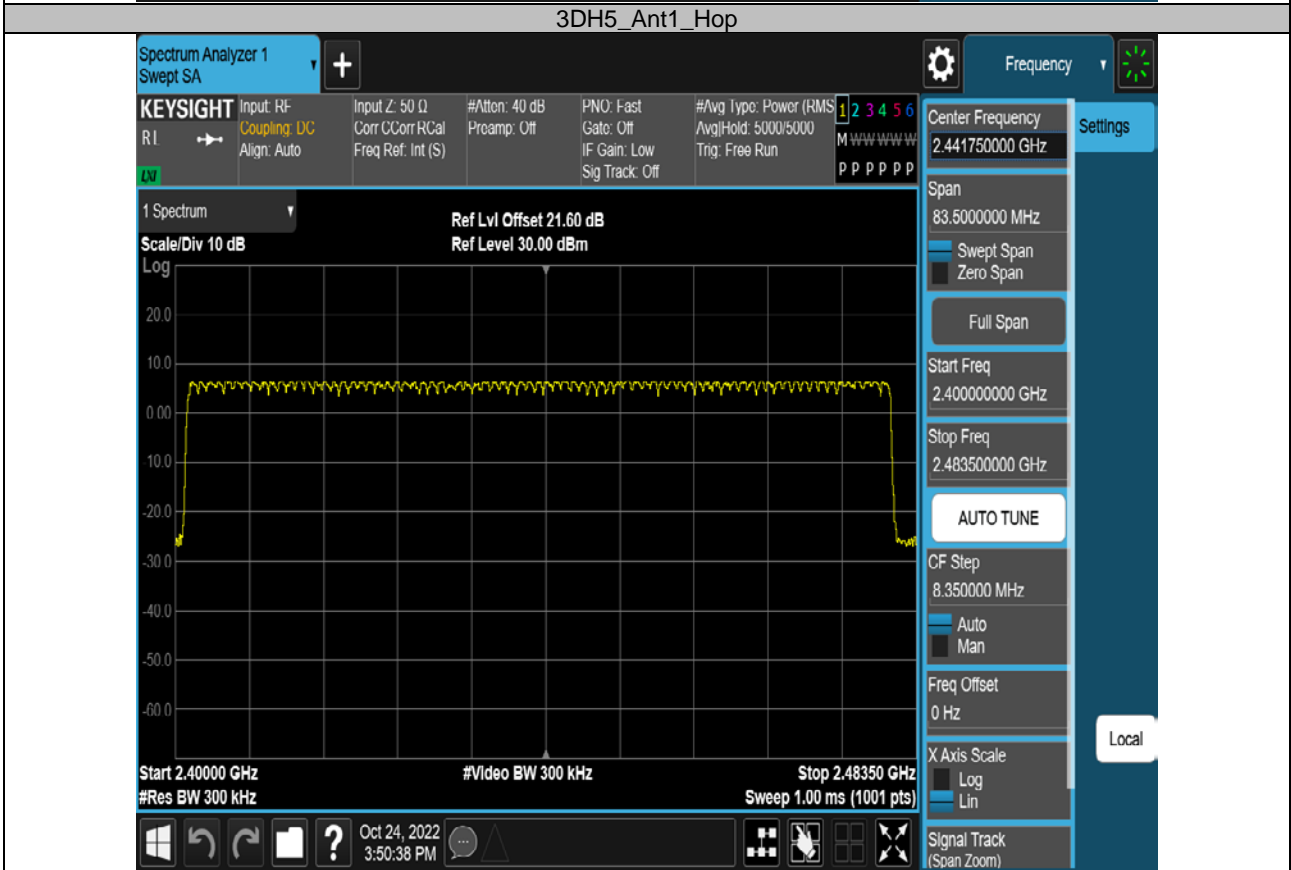 3DH5_Ant1_Hop
Spectrum Analyzer 1
Swept SA
+
Frequency
KEYSIGHT
RL
LXI
Input: RF
Coupling: DC
Align: Auto
Input Z: 50 Ω
Corr CCorr RCal
Freq Ref: Int (S)
#Atten: 40 dB
Preamp: Off
PNO: Fast
Gate: Off
IF Gain: Low
Sig Track: Off
#Avg Type: Power (RMS
Avg|Hold: 5000/5000
Trig: Free Run
1 2 3 4 5 6
M W W W W W
P P P P P P
1 Spectrum
Scale/Div 10 dB
Log
Ref Lvl Offset 21.60 dB
Ref Level 30.00 dBm
20.0
10.0
0.00
-10.0
-20.0
-30.0
-40.0
-50.0
-60.0
Start 2.40000 GHz
#Video BW 300 kHz
Stop 2.48350 GHz
#Res BW 300 kHz
Sweep 1.00 ms (1001 pts)
?
Oct 24, 2022
3:50:38 PM
Center Frequency
2.441750000 GHz
Settings
Span
83.5000000 MHz
Swept Span
Zero Span
Full Span
Start Freq
2.400000000 GHz
Stop Freq
2.483500000 GHz
AUTO TUNE
CF Step
8.350000 MHz
Auto
Man
Freq Offset
0 Hz
Local
X Axis Scale
Log
Lin
Signal Track
(Span Zoom)